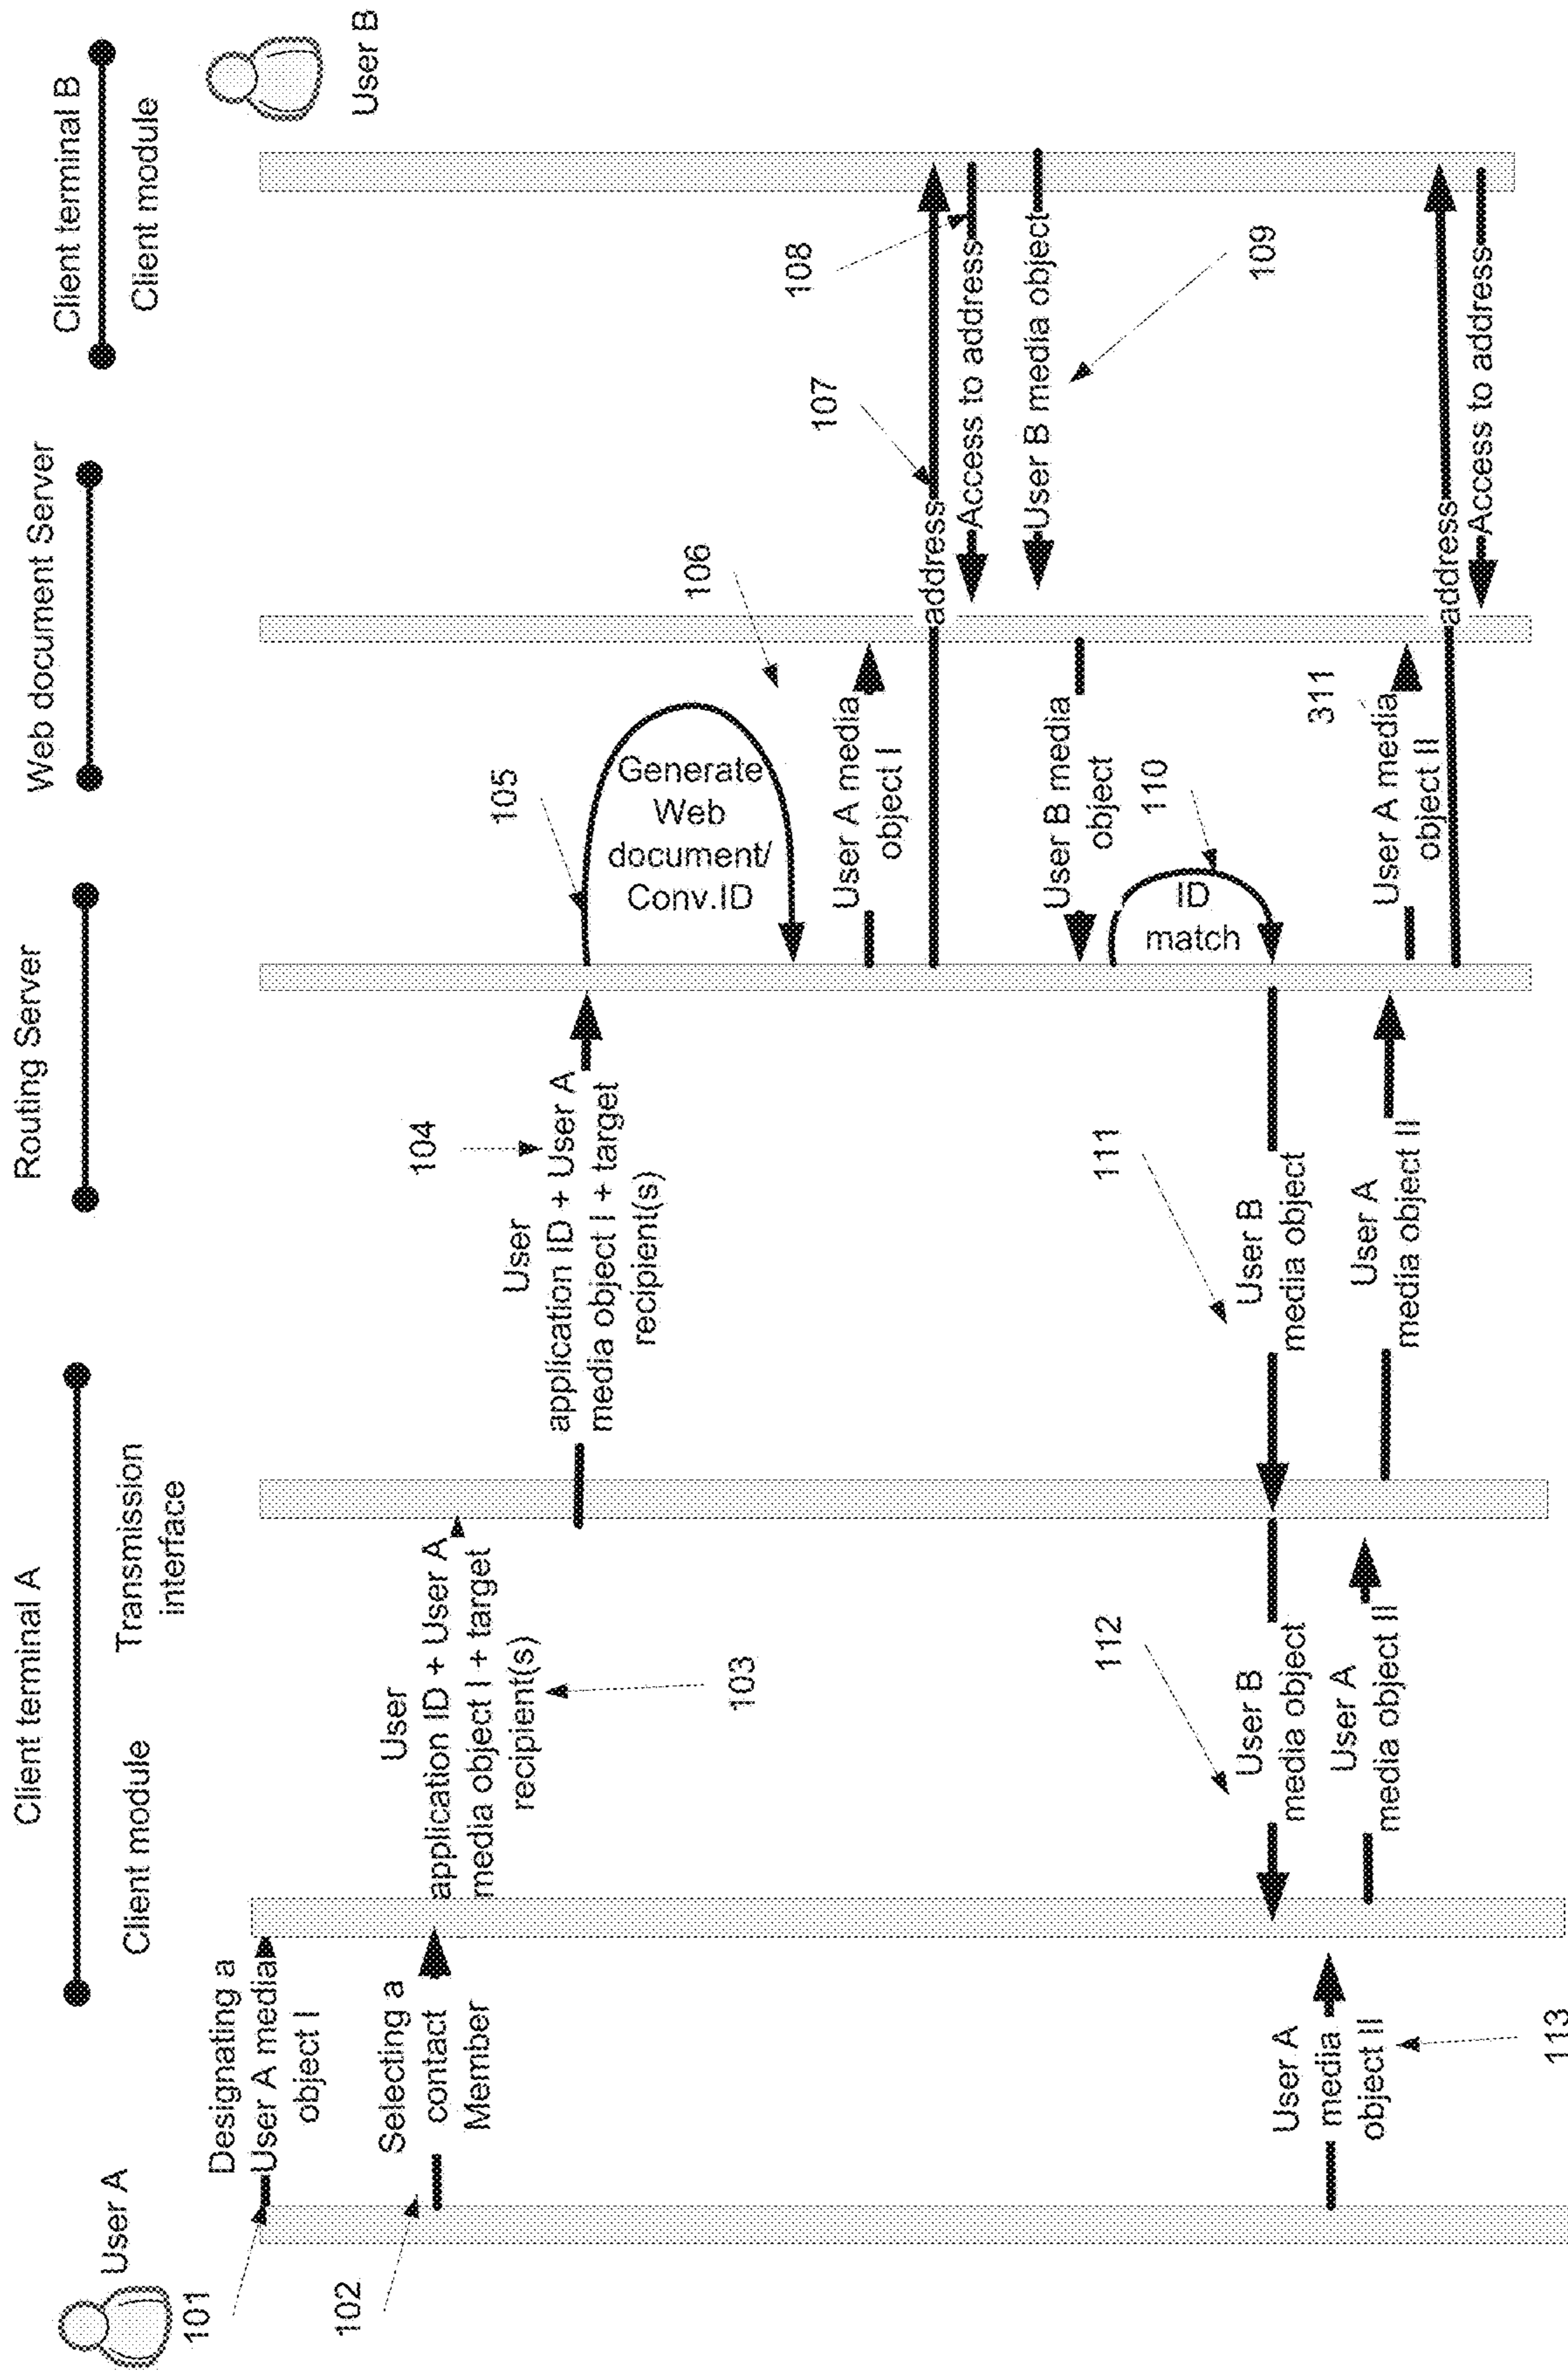 Client terminal A
Routing Server
Web document Server
Client terminal B
User A
Client module
Transmission
interface
Client module
User B
101
Designating a
User A media
object I
102
Selecting a
contact
Member
User
application ID + User A
media object I + target
recipient(s)
103
104
User
application ID + User A
media object I + target
recipient(s)
105
Generate
Web
document/
Conv.ID
106
User A media
object I
107
address
108
Access to address
User B media object
109
User B media
object
110
ID
match
111
User B
media object
112
User B
media object
User A
media
object II
113
User A
media object II
User A
media object II
311
User A media
object II
address
Access to address